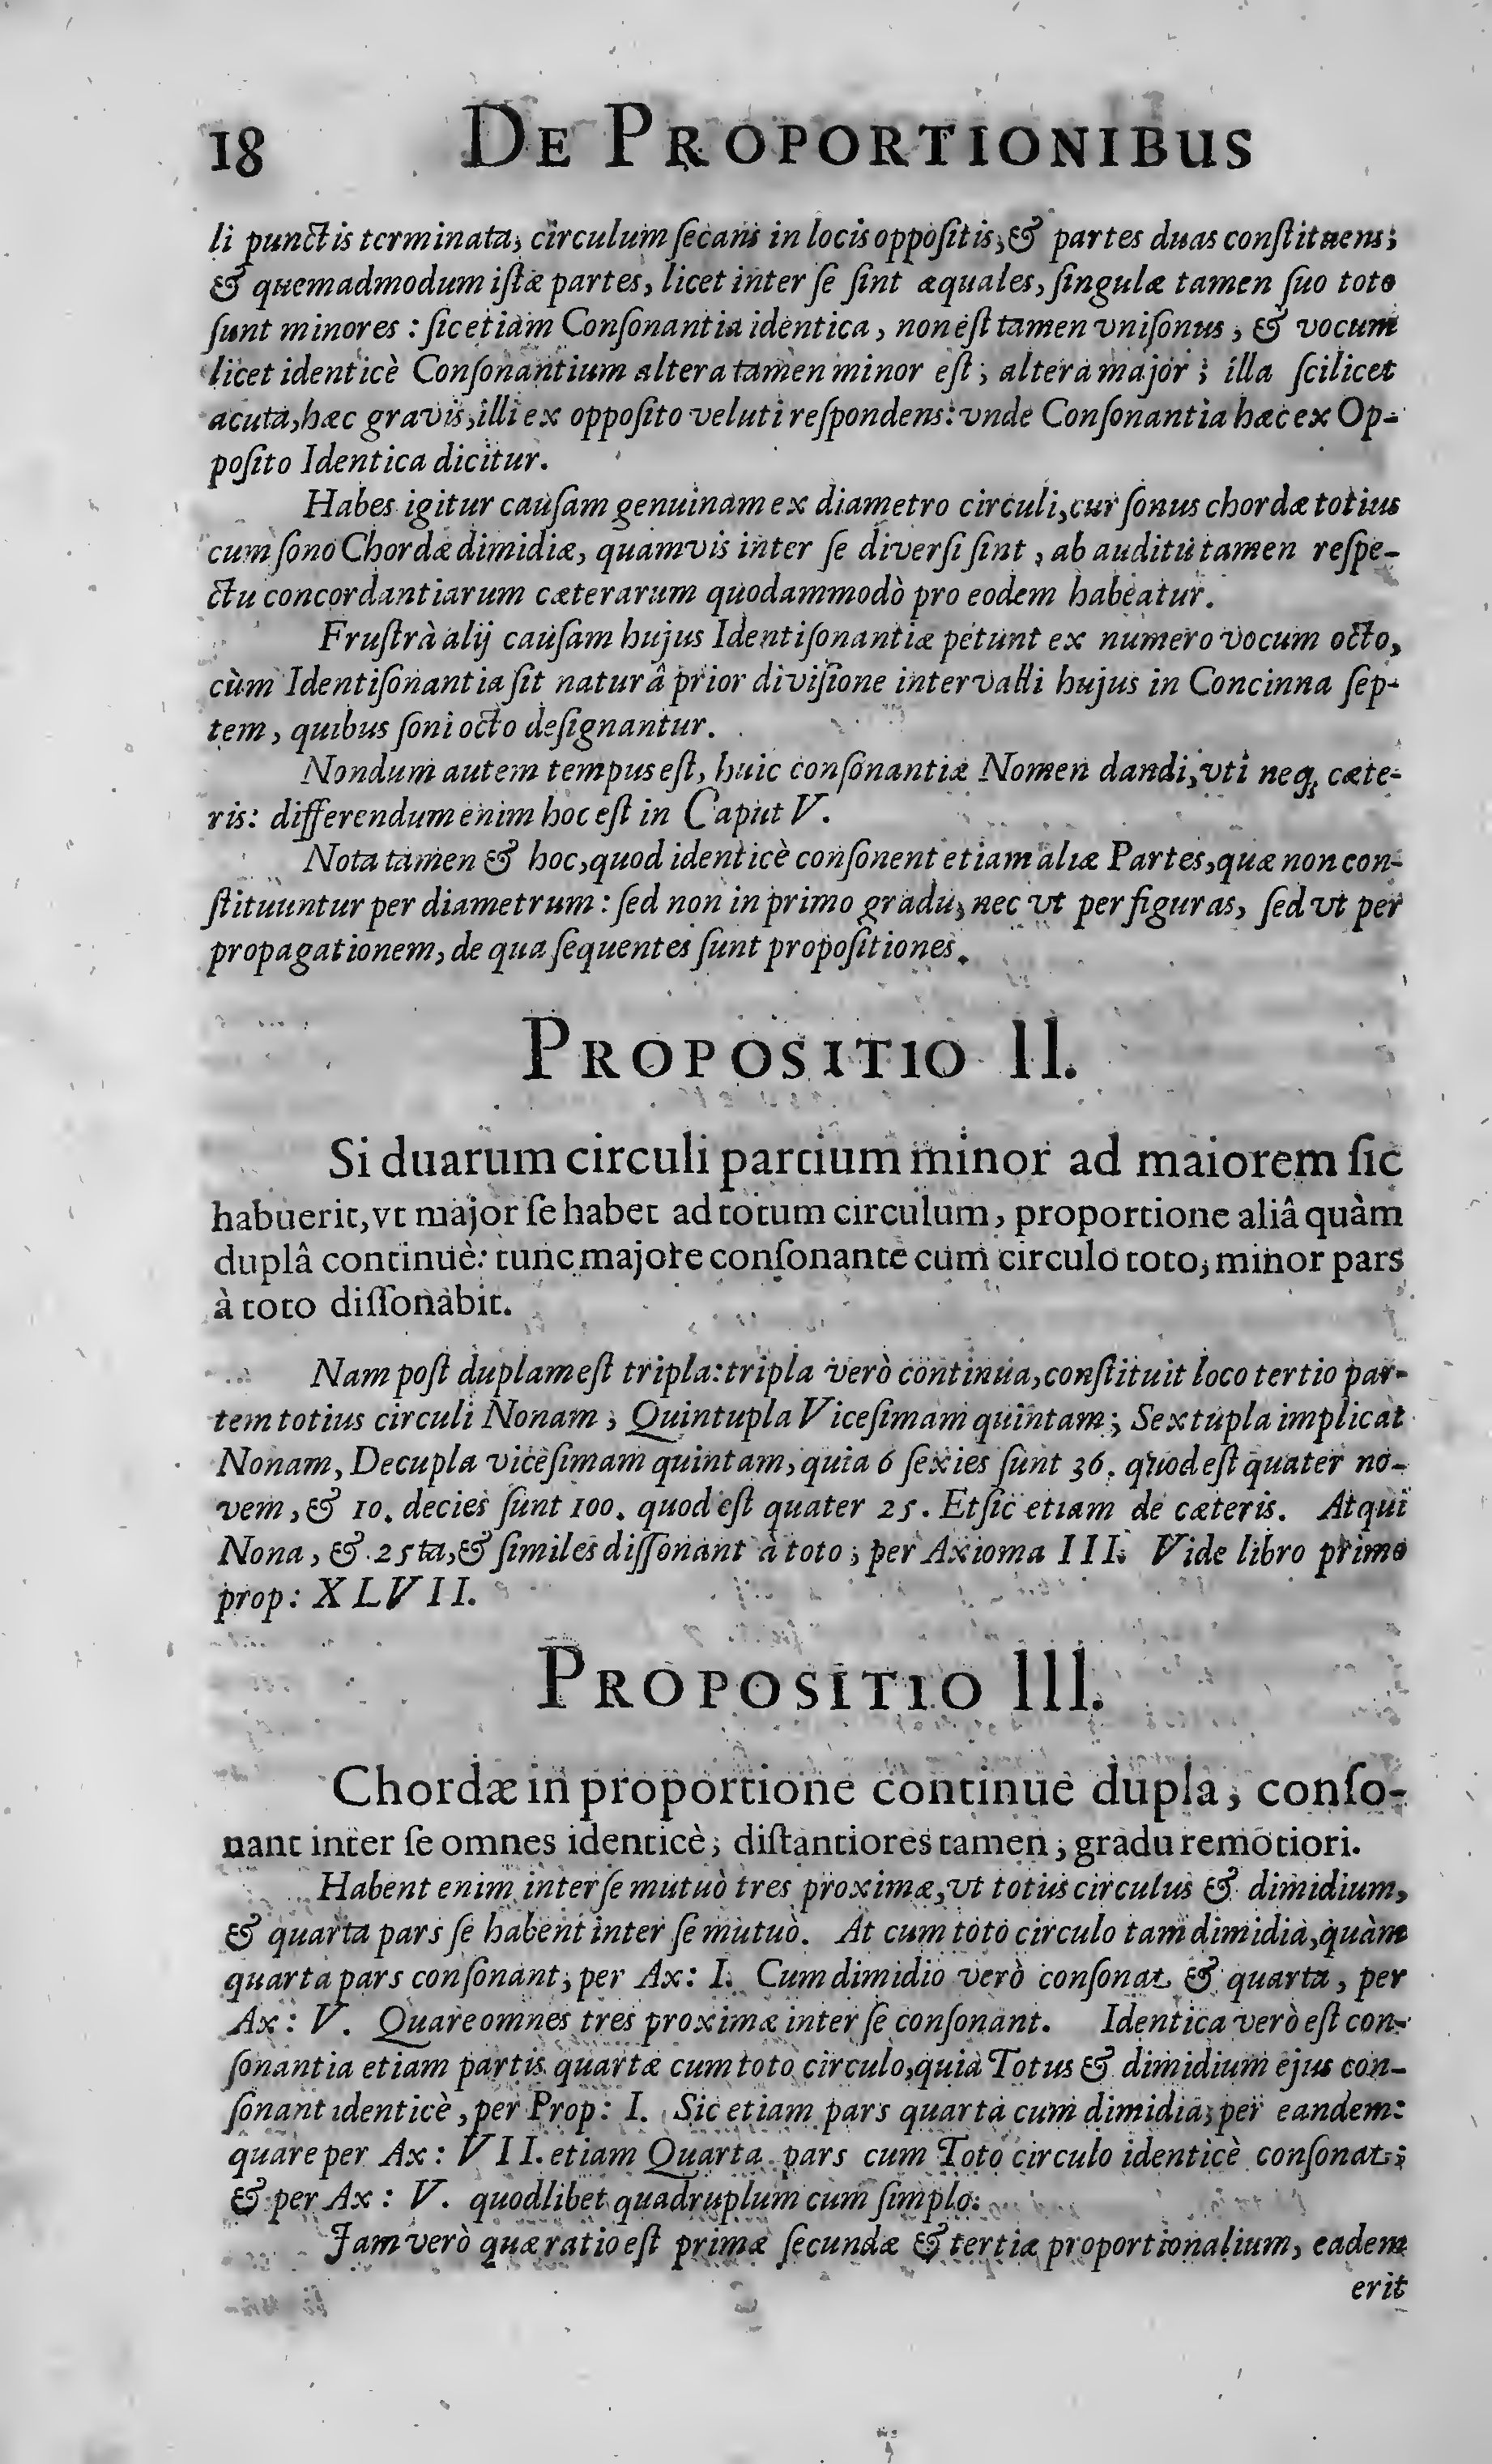 18 DE PROPORTIONIBUS
li punctis terminata, circulum ſecans in locis oppoſitis, & partes duas conſtituens;
& quemadmodum iſtæ partes, licet inter ſe ſint æquales, ſingulæ tamen ſuo toto
ſunt minores: ſic etiam Conſonantia identica, non eſt tamen vniſonus, & vocum
licet identicè Conſonantium altera tamen minor eſt, altera major; illa ſcilicet
acuta, hæc gravis, illi ex oppoſito veluti reſpondens: vnde Conſonantia hæc ex Op-
poſito Identica dicitur.
Habes igitur cauſam genuinam ex diametro circuli, cur ſonus chordæ totius
cum ſono Chordæ dimidiæ, quamvis inter ſe diverſi ſint, ab auditu tamen reſpe-
ctu concordantiarum cæterarum quodammodò pro eodem habeatur.
Fruſtrà alij cauſam hujus Identiſonantiæ petunt ex numero vocum octo,
cùm Identiſonantia ſit naturâ prior diviſione intervalli hujus in Concinna ſep-
tem, quibus ſoni octo deſignantur.
Nondum autem tempus eſt, huic conſonantiæ Nomen dandi, vti neq; cæte-
ris: differendum enim hoc eſt in Caput V.
Nota tamen & hoc, quod identicè conſonent etiam aliæ Partes, quæ non con-
ſtituuntur per diametrum: ſed non in primo gradu, nec ut per figuras, ſed ut per
propagationem, de qua ſequentes ſunt propoſitiones.
PROPOSITIO II.
Si duarum circuli partium minor ad maiorem ſic
habuerit, vt major ſe habet ad totum circulum, proportione aliâ quàm
duplâ continuè: tunc majore conſonante cum circulo toto, minor pars
à toto diſſonabit.
Nam poſt duplam eſt tripla: tripla verò continua, conſtituit loco tertio par-
tem totius circuli Nonam; Quintupla Viceſimam quintam; Sextupla implicat
Nonam, Decupla viceſimam quintam, quia 6 ſexies ſunt 36. quod eſt quater no-
vem, & 10. decies ſunt 100. quod eſt quater 25. Et ſic etiam de cæteris. Atqui
Nona, & 25ta, & ſimiles diſſonant à toto; per Axioma III. Vide libro primo
prop: XLVII.
PROPOSITIO III.
Chordæ in proportione continuè dupla, conſo-
nant inter ſe omnes identicè; diſtantiores tamen, gradu remotiori.
Habent enim inter ſe mutuò tres proximæ, ut totus circulus & dimidium,
& quarta pars ſe habent inter ſe mutuò. At cum toto circulo tam dimidia, quàm
quarta pars conſonant, per Ax: I. Cum dimidio verò conſonat & quarta, per
Ax: V. Quare omnes tres proximæ inter ſe conſonant. Identica verò eſt con-
ſonantia etiam partis quartæ cum toto circulo, quia Totus & dimidium ejus con-
ſonant identicè, per Prop: I. Sic etiam pars quarta cum dimidia, per eandem:
quare per Ax: VII. etiam Quarta pars cum Toto circulo identicè conſonat;
& per Ax: V. quodlibet quadruplum cum ſimplo.
Jam verò quæ ratio eſt primæ ſecundæ & tertiæ proportionalium, eadem
erit